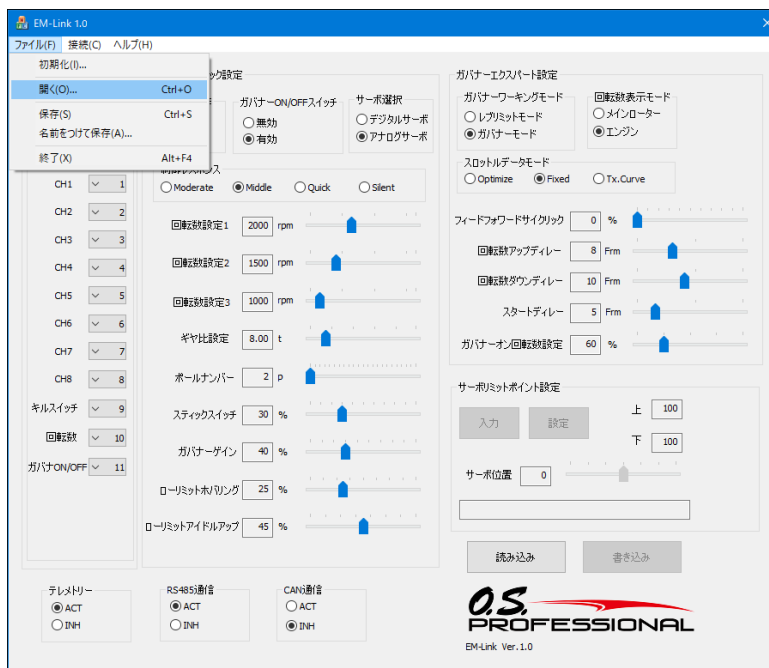 EM-Link 1.0
ファイル(F) 接続(C) ヘルプ(H)
初期化(I)...
開く(O)... Ctrl+O
保存(S) Ctrl+S
名前をつけて保存(A)...
終了(X) Alt+F4
ック設定
ガバナーON/OFFスイッチ
無効
有効
サーボ選択
デジタルサーボ
アナログサーボ
Moderate Middle Quick Silent
CH1 1
CH2 2
CH3 3
CH4 4
CH5 5
CH6 6
CH7 7
CH8 8
キルスイッチ 9
回転数 10
ガバナON/OFF 11
回転数設定1 2000 rpm
回転数設定2 1500 rpm
回転数設定3 1000 rpm
ギヤ比設定 8.00 t
ポールナンバー 2 p
スティックスイッチ 30 %
ガバナーゲイン 40 %
ローリミットホバリング 25 %
ローリミットアイドルアップ 45 %
ガバナーエクスパート設定
ガバナーワーキングモード
レブリミットモード
ガバナーモード
回転数表示モード
メインローター
エンジン
スロットルデータモード
Optimize Fixed Tx.Curve
フィードフォワードサイクリック 0 %
回転数アップディレー 8 Frm
回転数ダウンディレー 10 Frm
スタートディレー 5 Frm
ガバナーオン回転数設定 60 %
サーボリミットポイント設定
入力 設定
上 100
下 100
サーボ位置 0
読み込み 書き込み
テレメトリー
ACT
INH
RS485通信
ACT
INH
CAN通信
ACT
INH
O.S.
PROFESSIONAL
EM-Link Ver.1.0